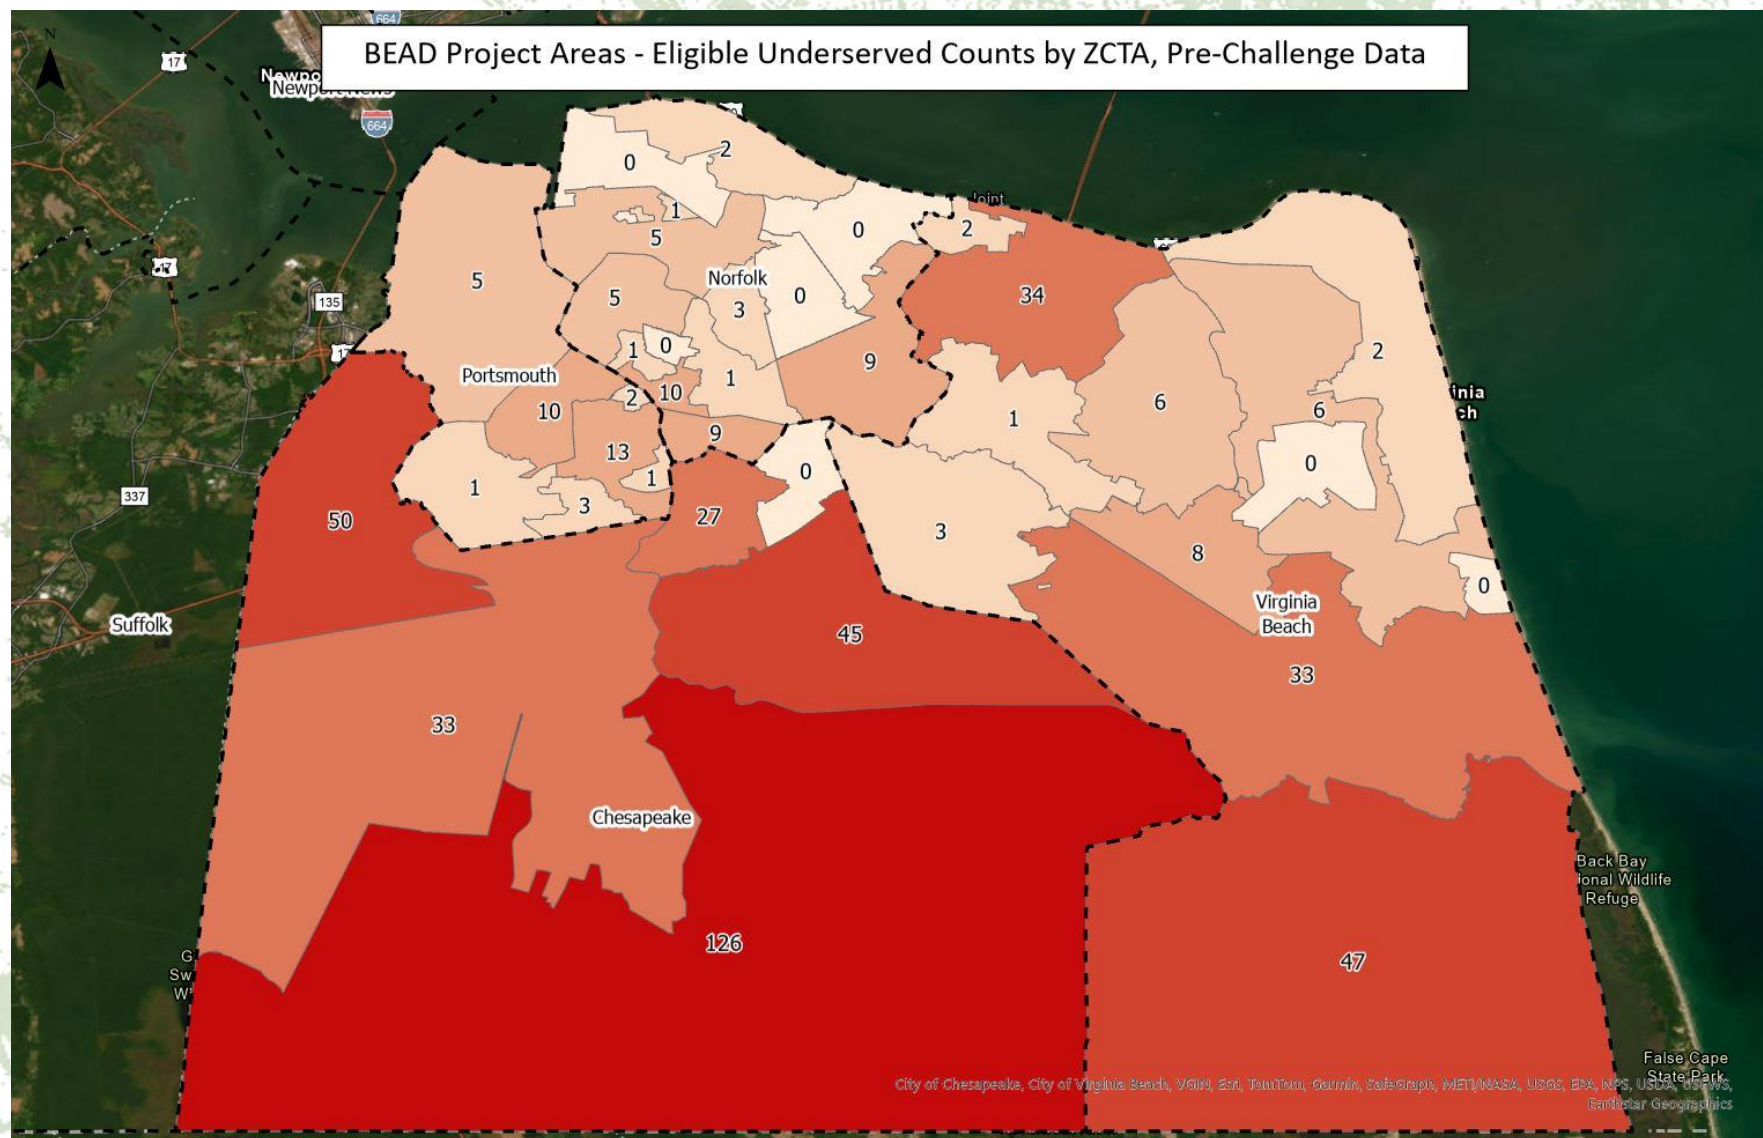 664
BEAD Project Areas - Eligible Underserved Counts by ZCTA, Pre-Challenge Data
N
17
Newport News
664
0
2
1
0
2
5
5
Norfolk
5
3
0
34
135
17
1
0
9
2
Portsmouth
10
2
10
1
6
6
1
9
13
0
0
1
1
3
337
50
27
3
8
0
Virginia
Beach
Suffolk
45
33
33
Chesapeake
Back Bay
ional Wildlife
Refuge
126
47
False Cape
State Park
City of Chesapeake, City of Virginia Beach, VGIN, Esri, TomTom, Garmin, SafeGraph, METI/NASA, USGS, EPA, NPS, USDA, USFWS,
Earthstar Geographics